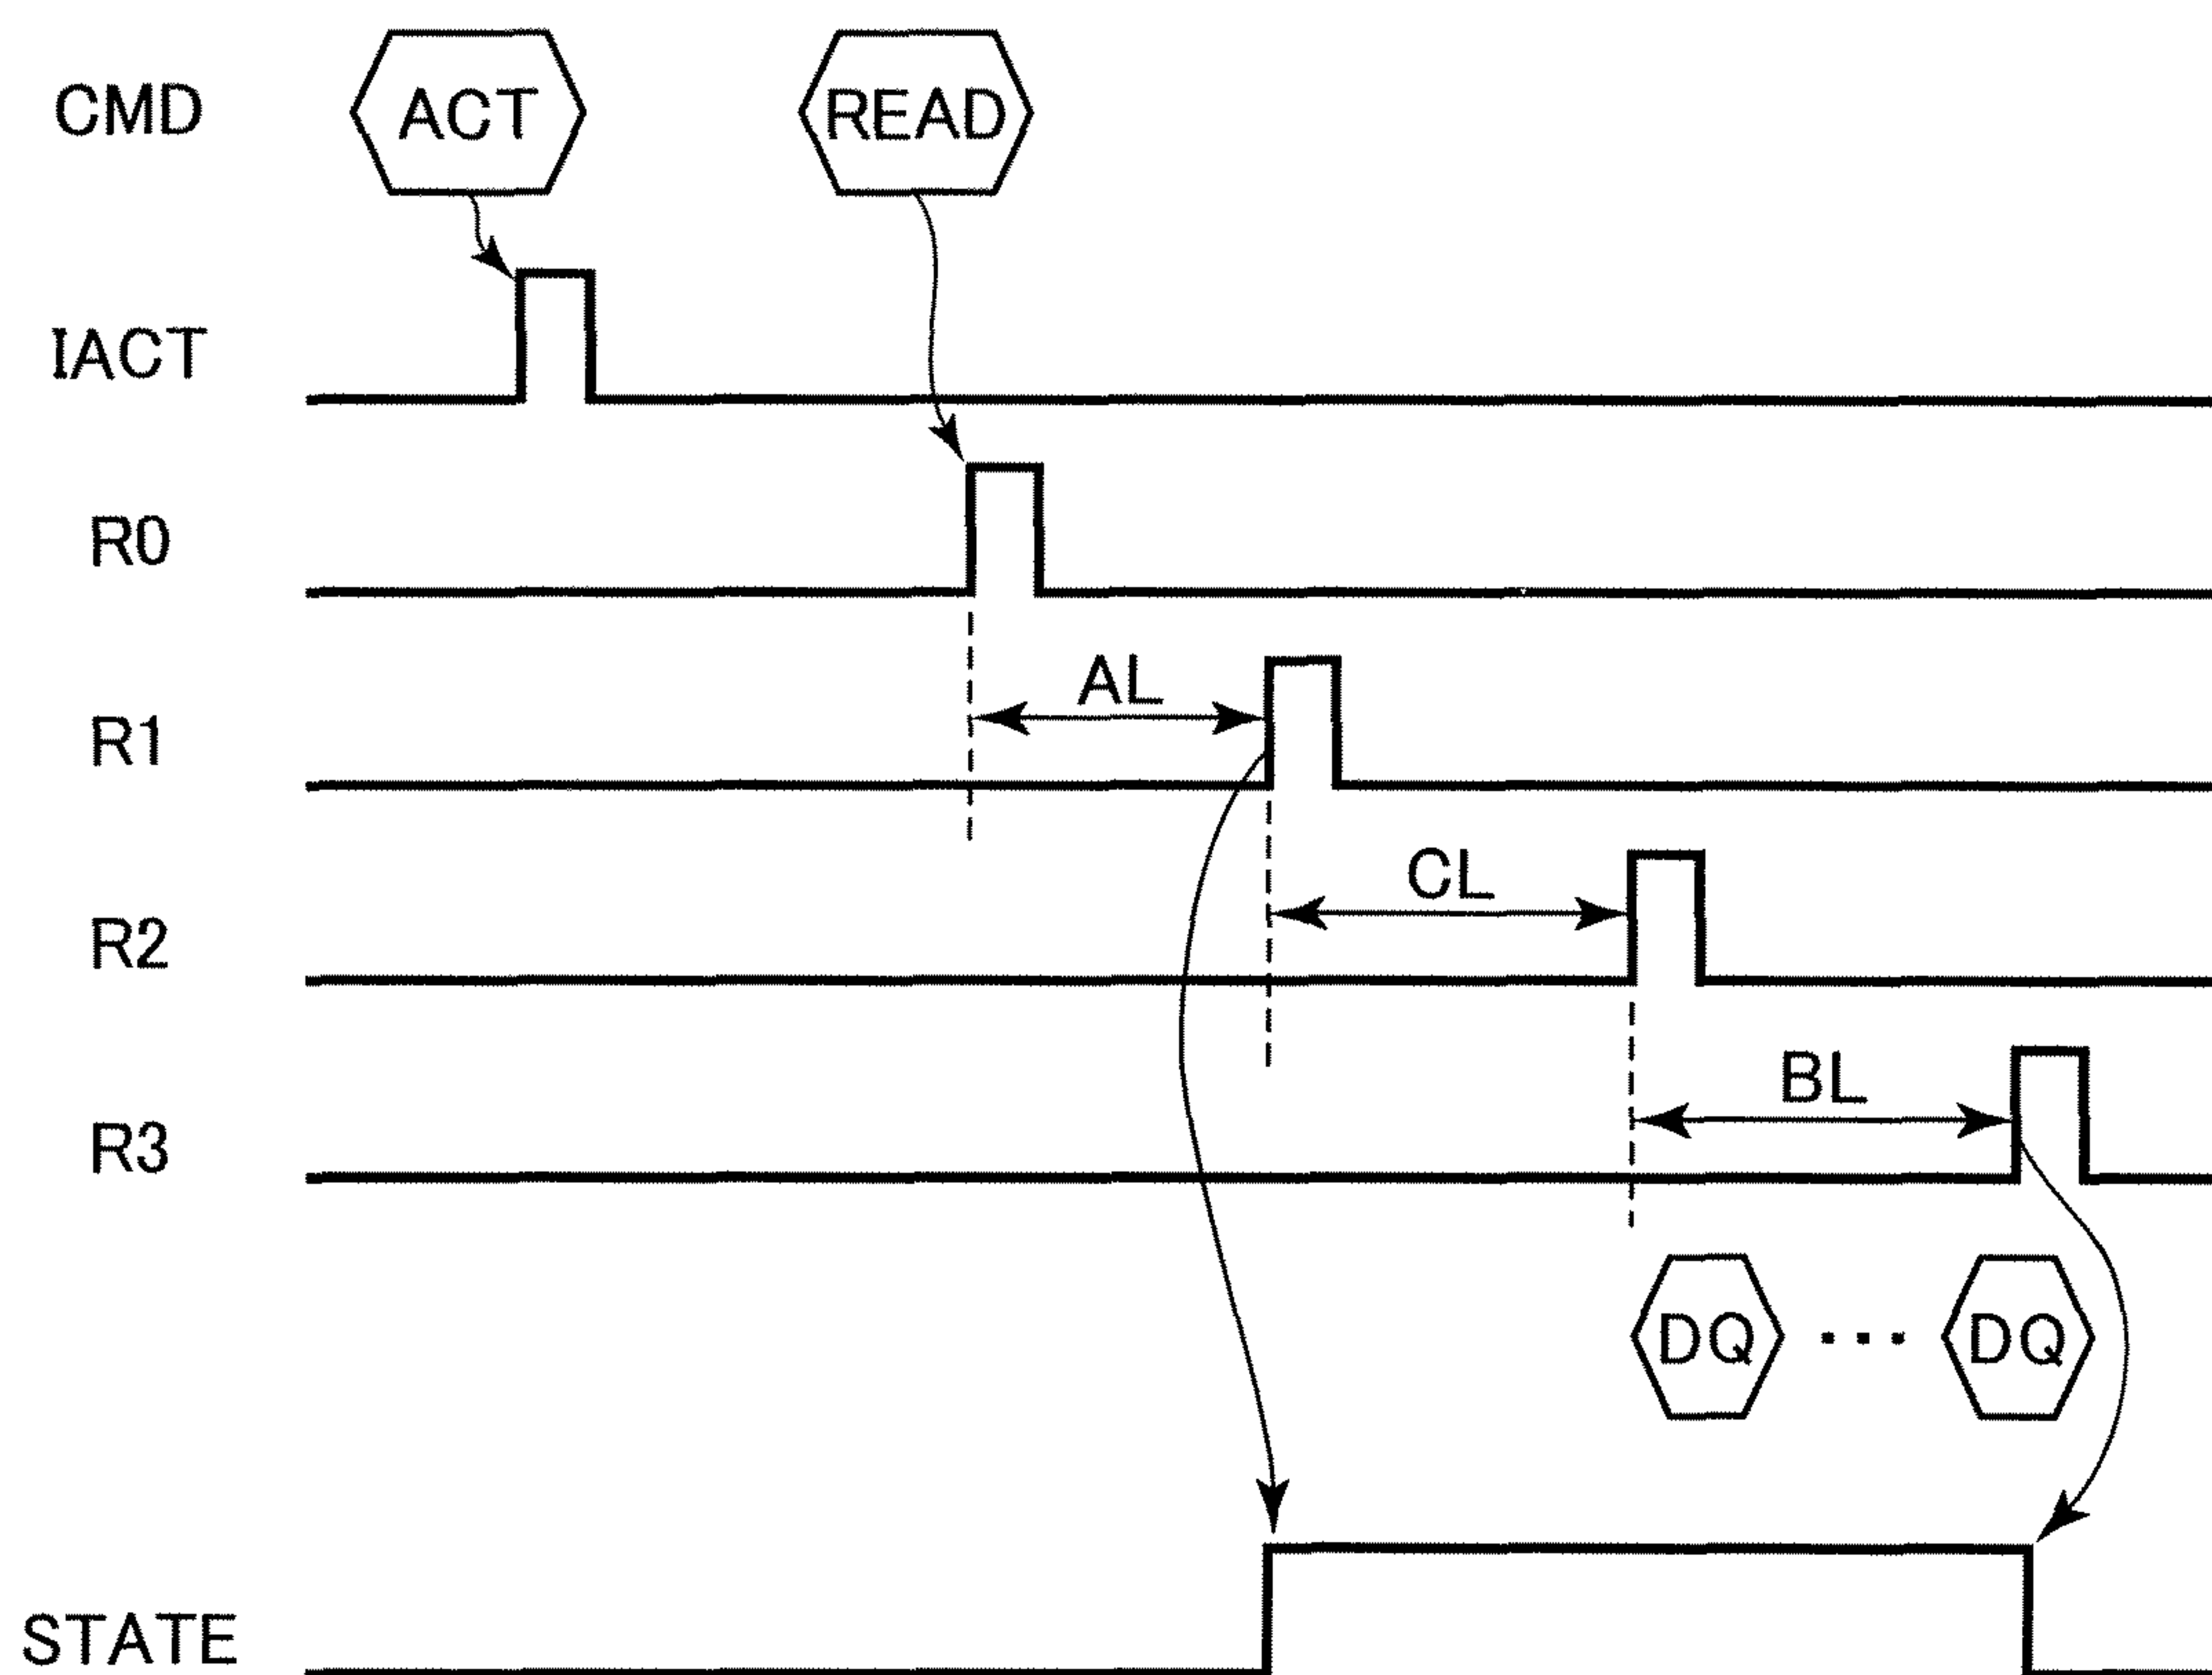 CMD ACT READ
IACT
R0
R1 AL
R2 CL
R3 BL
DQ ··· DQ
STATE